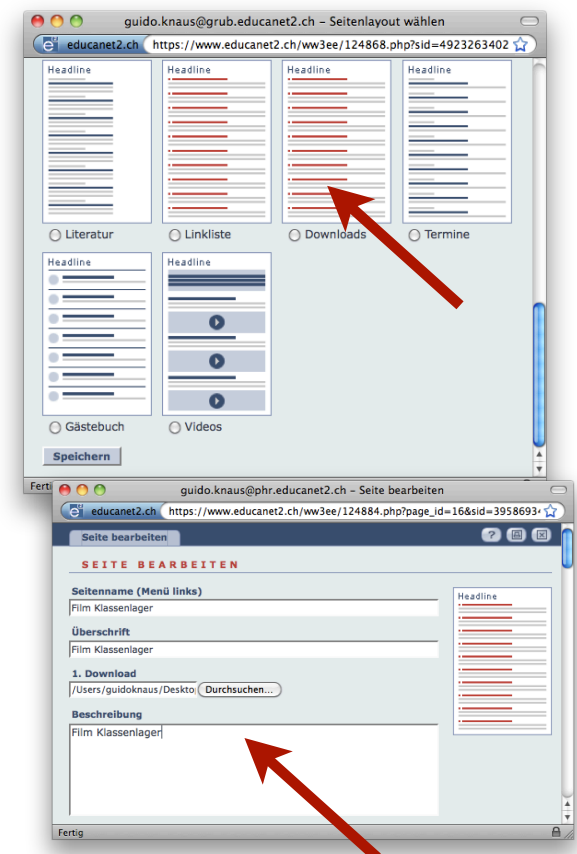 guido.knaus@grub.educanet2.ch – Seitenlayout wählen
educanet2.ch https://www.educanet2.ch/ww3ee/124868.php?sid=4923263402
Headline Headline Headline Headline
Literatur Linkliste Downloads Termine
Headline Headline
Gästebuch Videos
Speichern
guido.knaus@phr.educanet2.ch – Seite bearbeiten
educanet2.ch https://www.educanet2.ch/ww3ee/124884.php?page_id=16&sid=3958693
Seite bearbeiten ?
SEITE BEARBEITEN
Seitenname (Menü links)
Headline
Film Klassenlager
Überschrift
Film Klassenlager
1. Download
/Users/guidoknaus/Deskto Durchsuchen...
Beschreibung
Film Klassenlager
Fertig